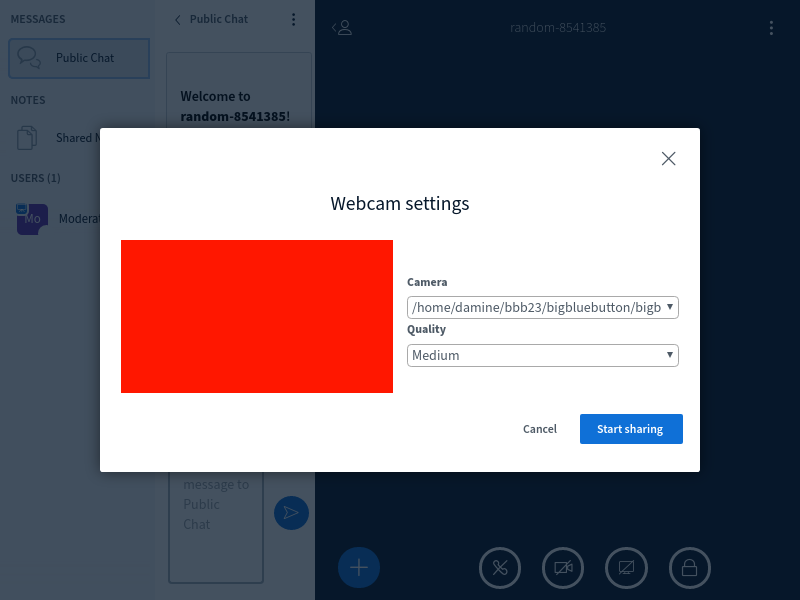 MESSAGES
Public Chat
NOTES
Shared N
USERS (1)
Mo
Moderat
Public Chat
Welcome to
random-8541385!
message to
Public
Chat
random-8541385
Webcam settings
Camera
/home/damine/bbb23/bigbluebutton/bigb
Quality
Medium
Cancel
Start sharing